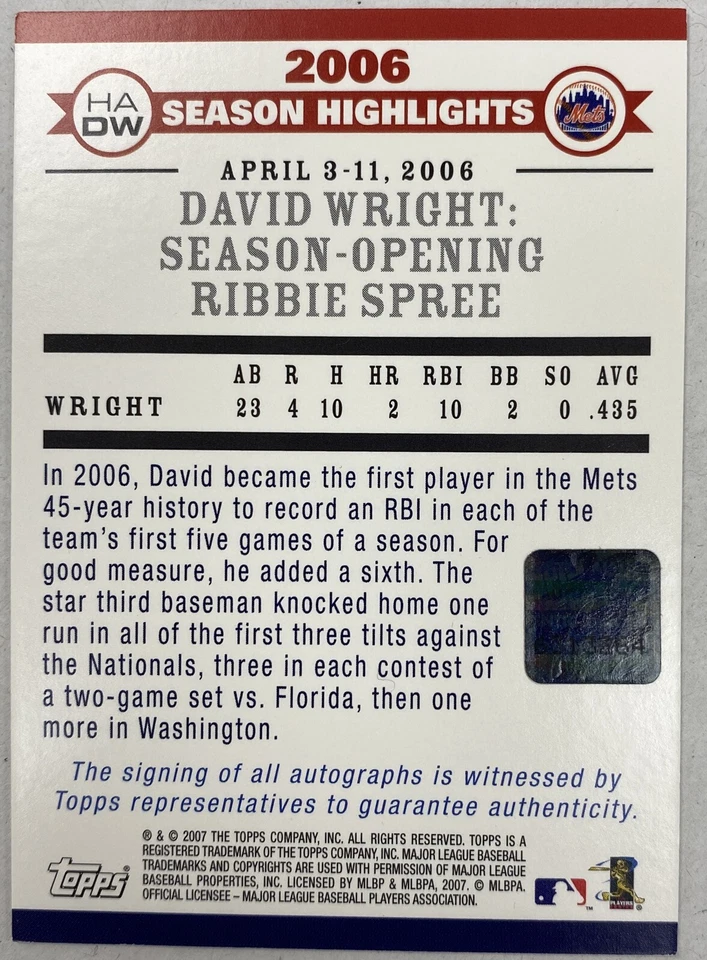 2006
HA
DW
SEASON HIGHLIGHTS
Mets
APRIL 3-11, 2006
DAVID WRIGHT:
SEASON-OPENING
RIBBIE SPREE
AB R H HR RBI BB SO AVG
WRIGHT 23 4 10 2 10 2 0 .435
In 2006, David became the first player in the Mets
45-year history to record an RBI in each of the
team's first five games of a season. For
good measure, he added a sixth. The
star third baseman knocked home one
run in all of the first three tilts against
the Nationals, three in each contest of
a two-game set vs. Florida, then one
more in Washington.
The signing of all autographs is witnessed by
Topps representatives to guarantee authenticity.
® & © 2007 THE TOPPS COMPANY, INC. ALL RIGHTS RESERVED. TOPPS IS A
REGISTERED TRADEMARK OF THE TOPPS COMPANY, INC. MAJOR LEAGUE BASEBALL
TRADEMARKS AND COPYRIGHTS ARE USED WITH PERMISSION OF MAJOR LEAGUE
BASEBALL PROPERTIES, INC. LICENSED BY MLBP & MLBPA, 2007. © MLBPA.
OFFICIAL LICENSEE – MAJOR LEAGUE BASEBALL PLAYERS ASSOCIATION.
topps®
™
PLAYERS